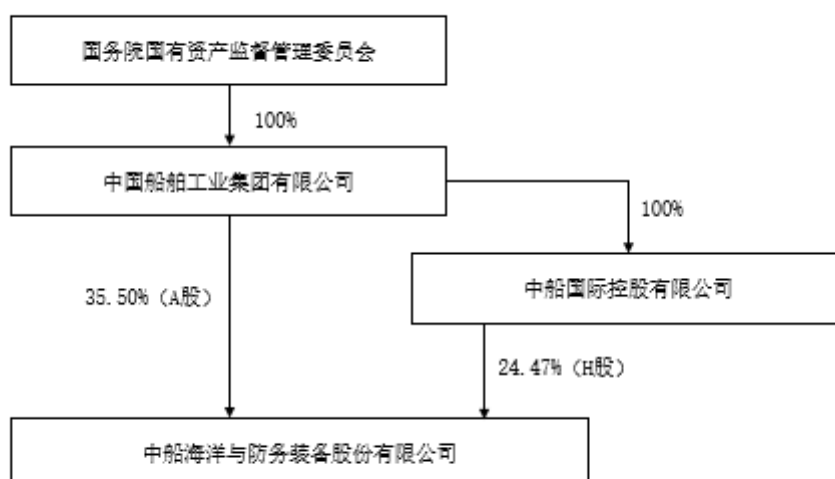 国务院国有资产监督管理委员会
100%
中国船舶工业集团有限公司
100%
中船国际控股有限公司
35.50%（A股）
24.47%（H股）
中船海洋与防务装备股份有限公司